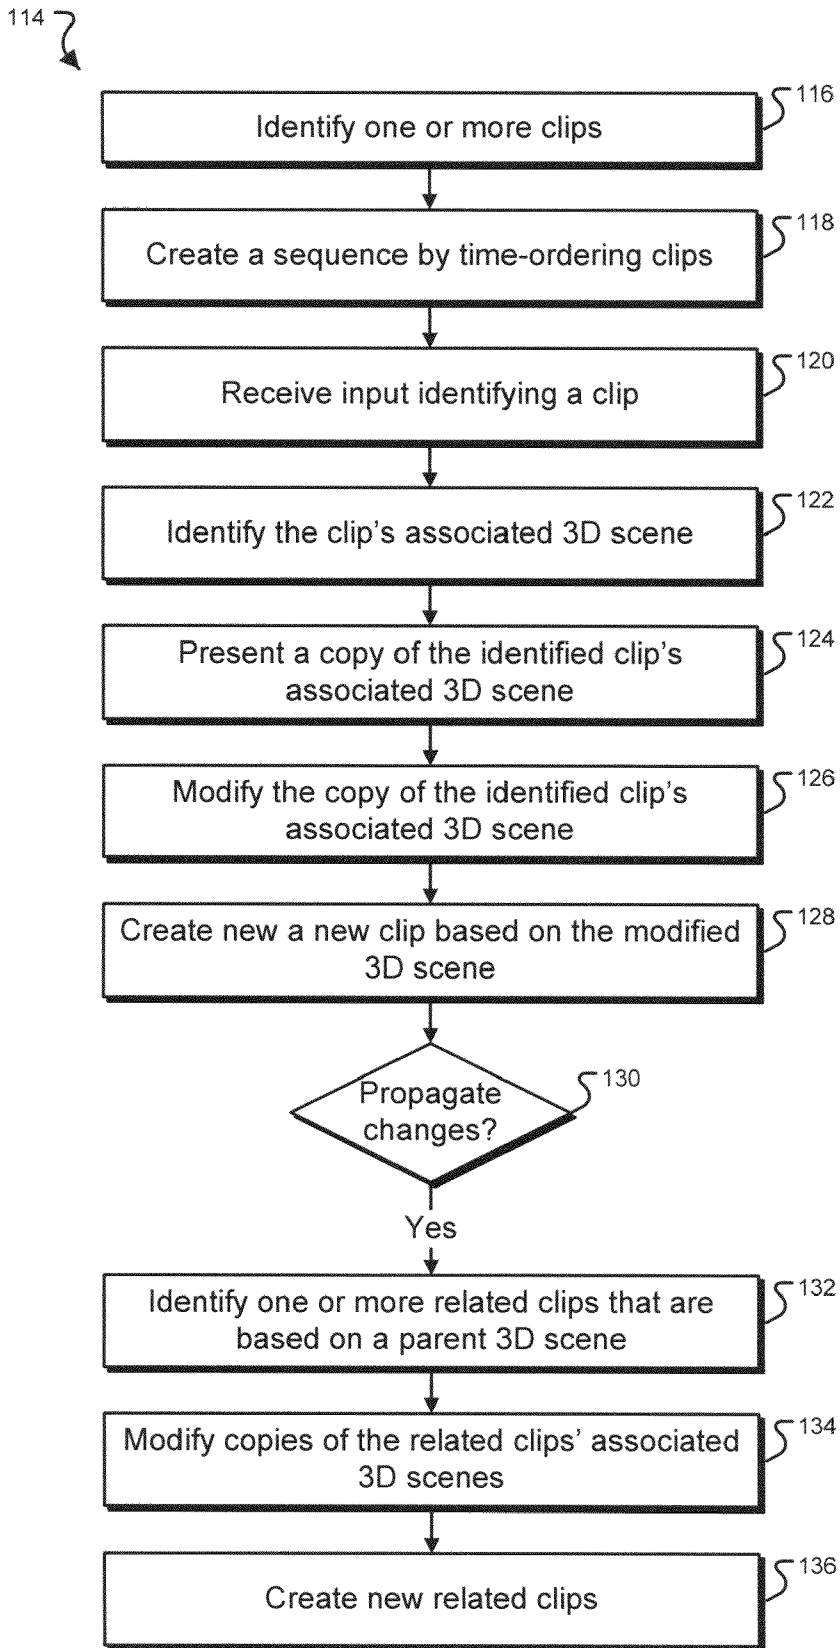 114
116
Identify one or more clips
118
Create a sequence by time-ordering clips
120
Receive input identifying a clip
122
Identify the clip's associated 3D scene
124
Present a copy of the identified clip's
associated 3D scene
126
Modify the copy of the identified clip's
associated 3D scene
128
Create new a new clip based on the modified
3D scene
130
Propagate
changes?
Yes
132
Identify one or more related clips that are
based on a parent 3D scene
134
Modify copies of the related clips' associated
3D scenes
136
Create new related clips